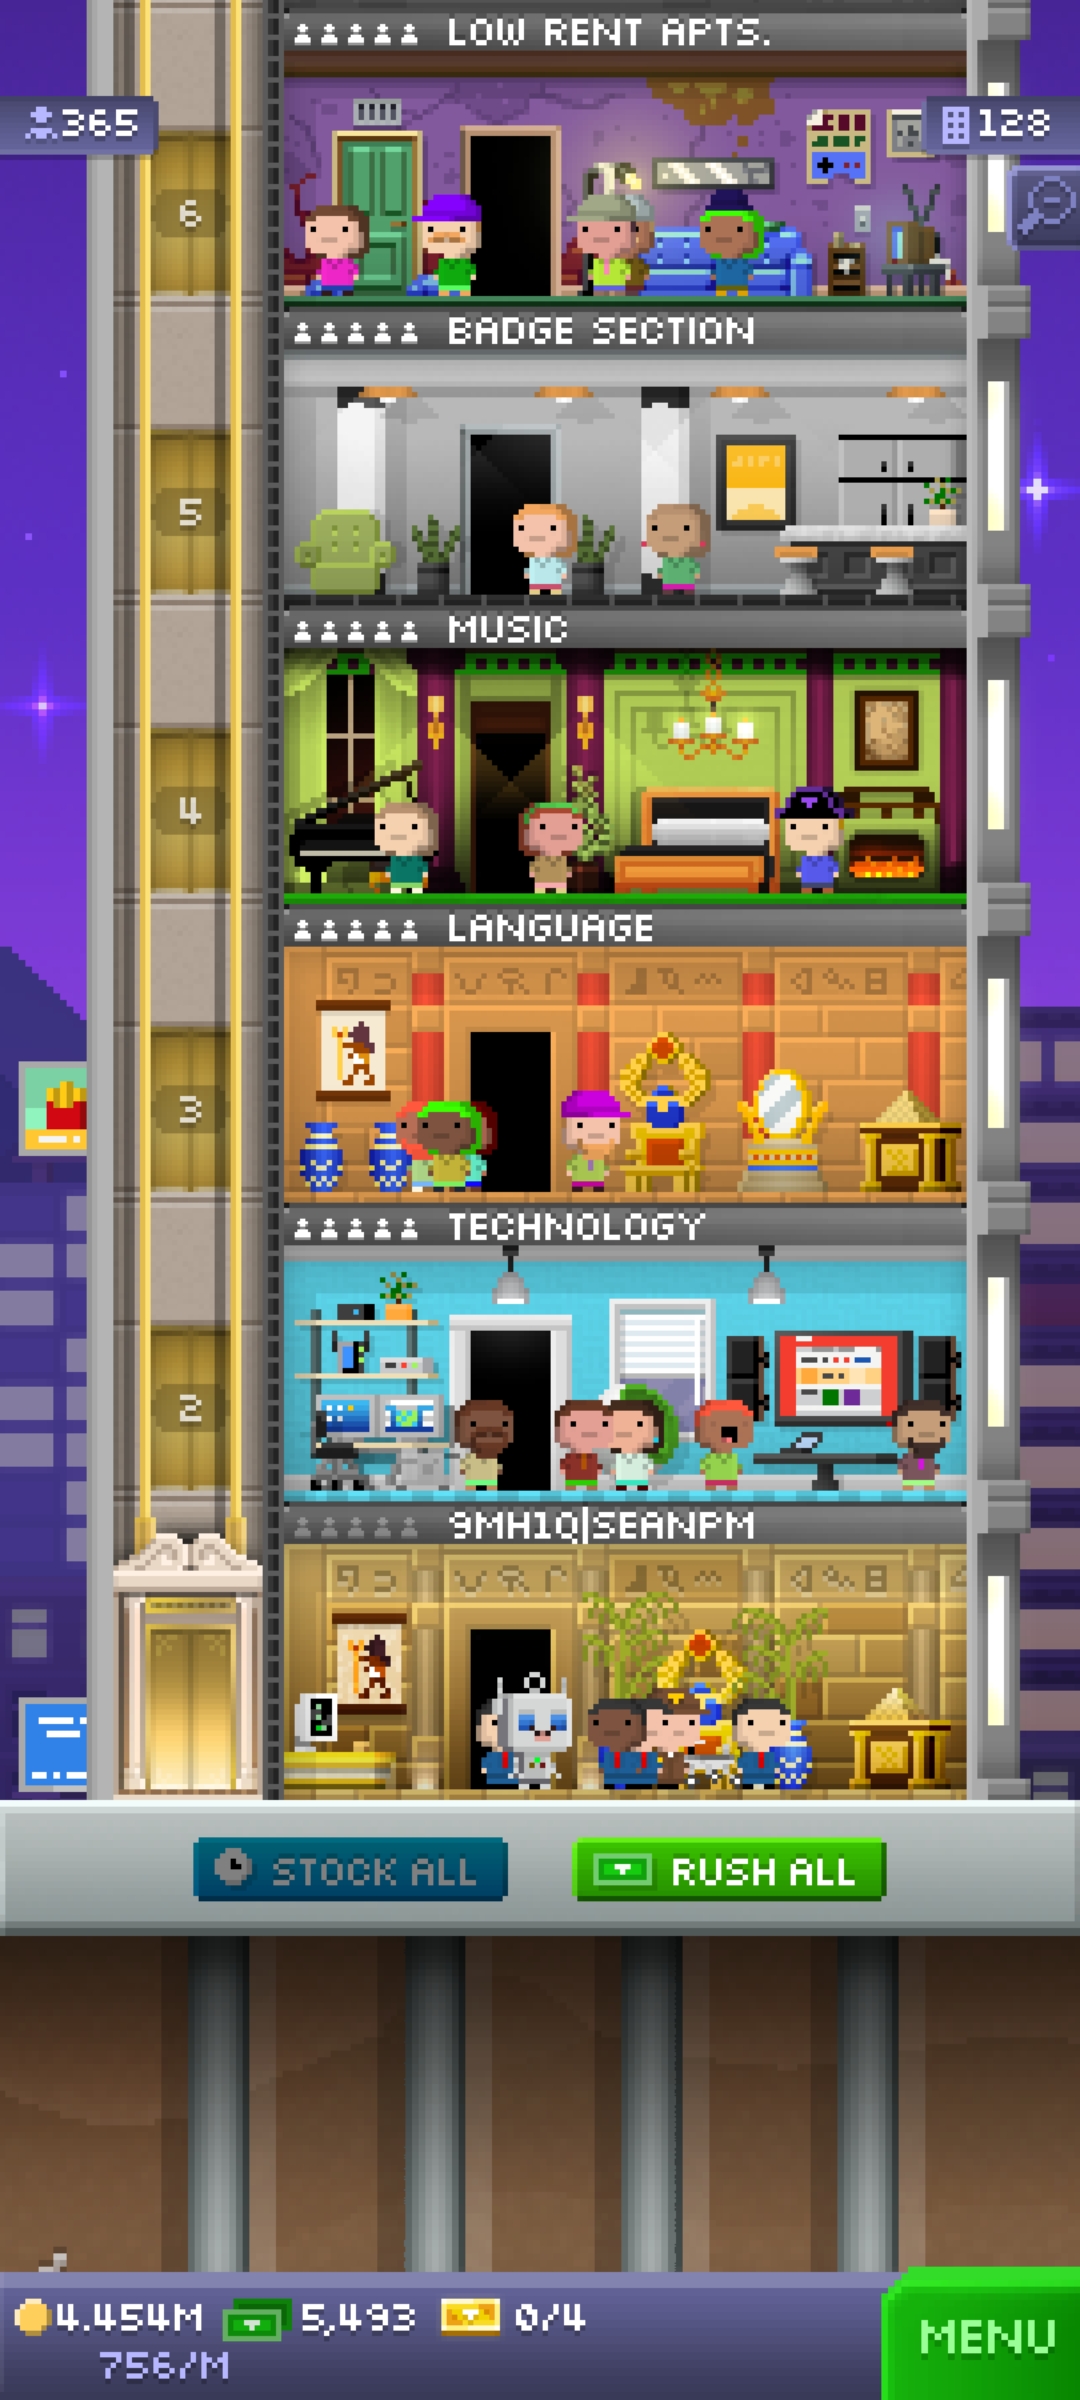 LOW RENT APTS.
365
128
6
BADGE SECTION
5
MUSIC
4
LANGUAGE
3
TECHNOLOGY
2
9MH1Q|SEANPM
STOCK ALL
RUSH ALL
4.454M
5,493
0/4
756/M
MENU